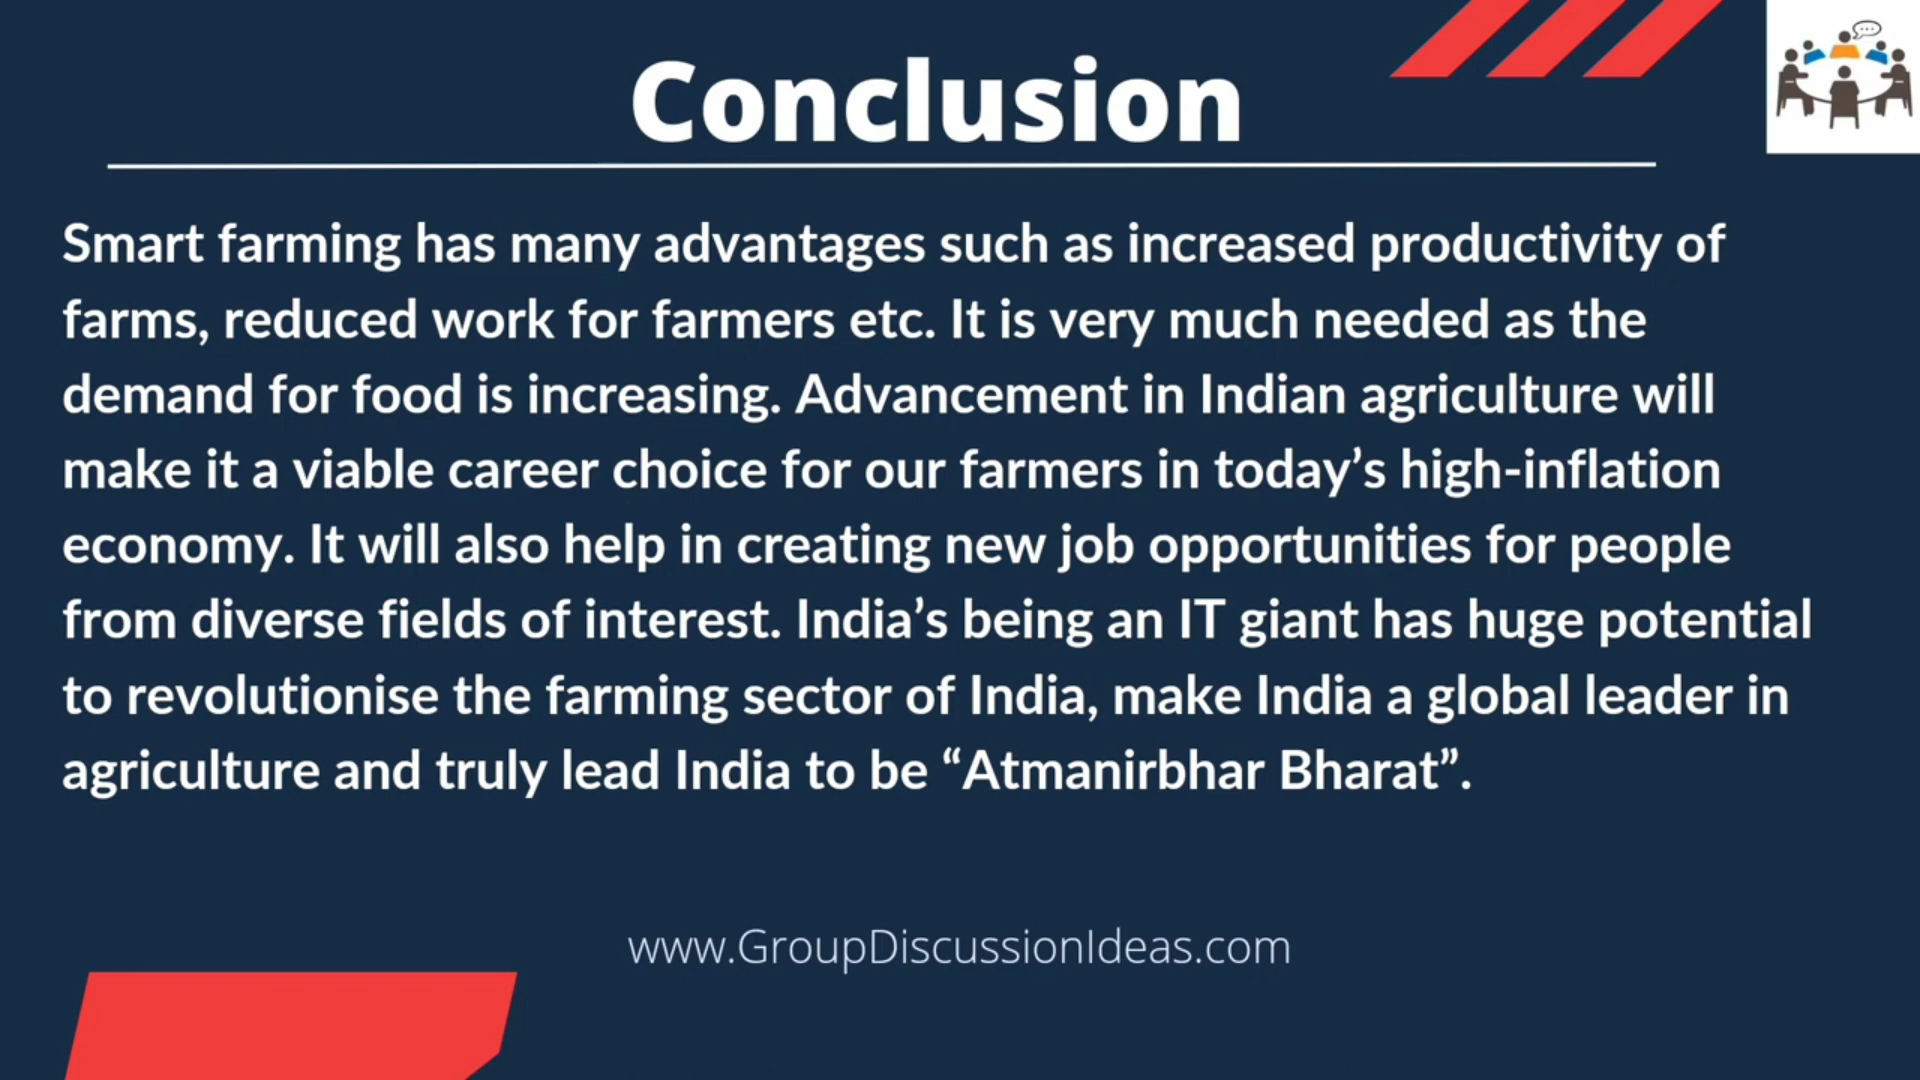 Conclusion
Smart farming has many advantages such as increased productivity of
farms, reduced work for farmers etc. It is very much needed as the
demand for food is increasing. Advancement in Indian agriculture will
make it a viable career choice for our farmers in today’s high-inflation
economy. It will also help in creating new job opportunities for people
from diverse fields of interest. India’s being an IT giant has huge potential
to revolutionise the farming sector of India, make India a global leader in
agriculture and truly lead India to be “Atmanirbhar Bharat”.
www.GroupDiscussionIdeas.com